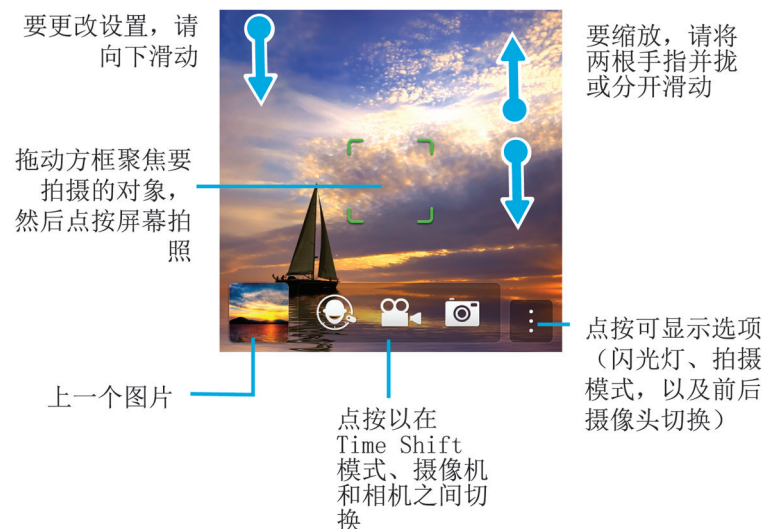 要更改设置，请
向下滑动
要缩放，请将
两根手指并拢
或分开滑动
拖动方框聚焦要
拍摄的对象，
然后点按屏幕拍
照
上一个图片
点按以在
Time Shift
模式、摄像机
和相机之间切
换
点按可显示选项
（闪光灯、拍摄
模式，以及前后
摄像头切换）